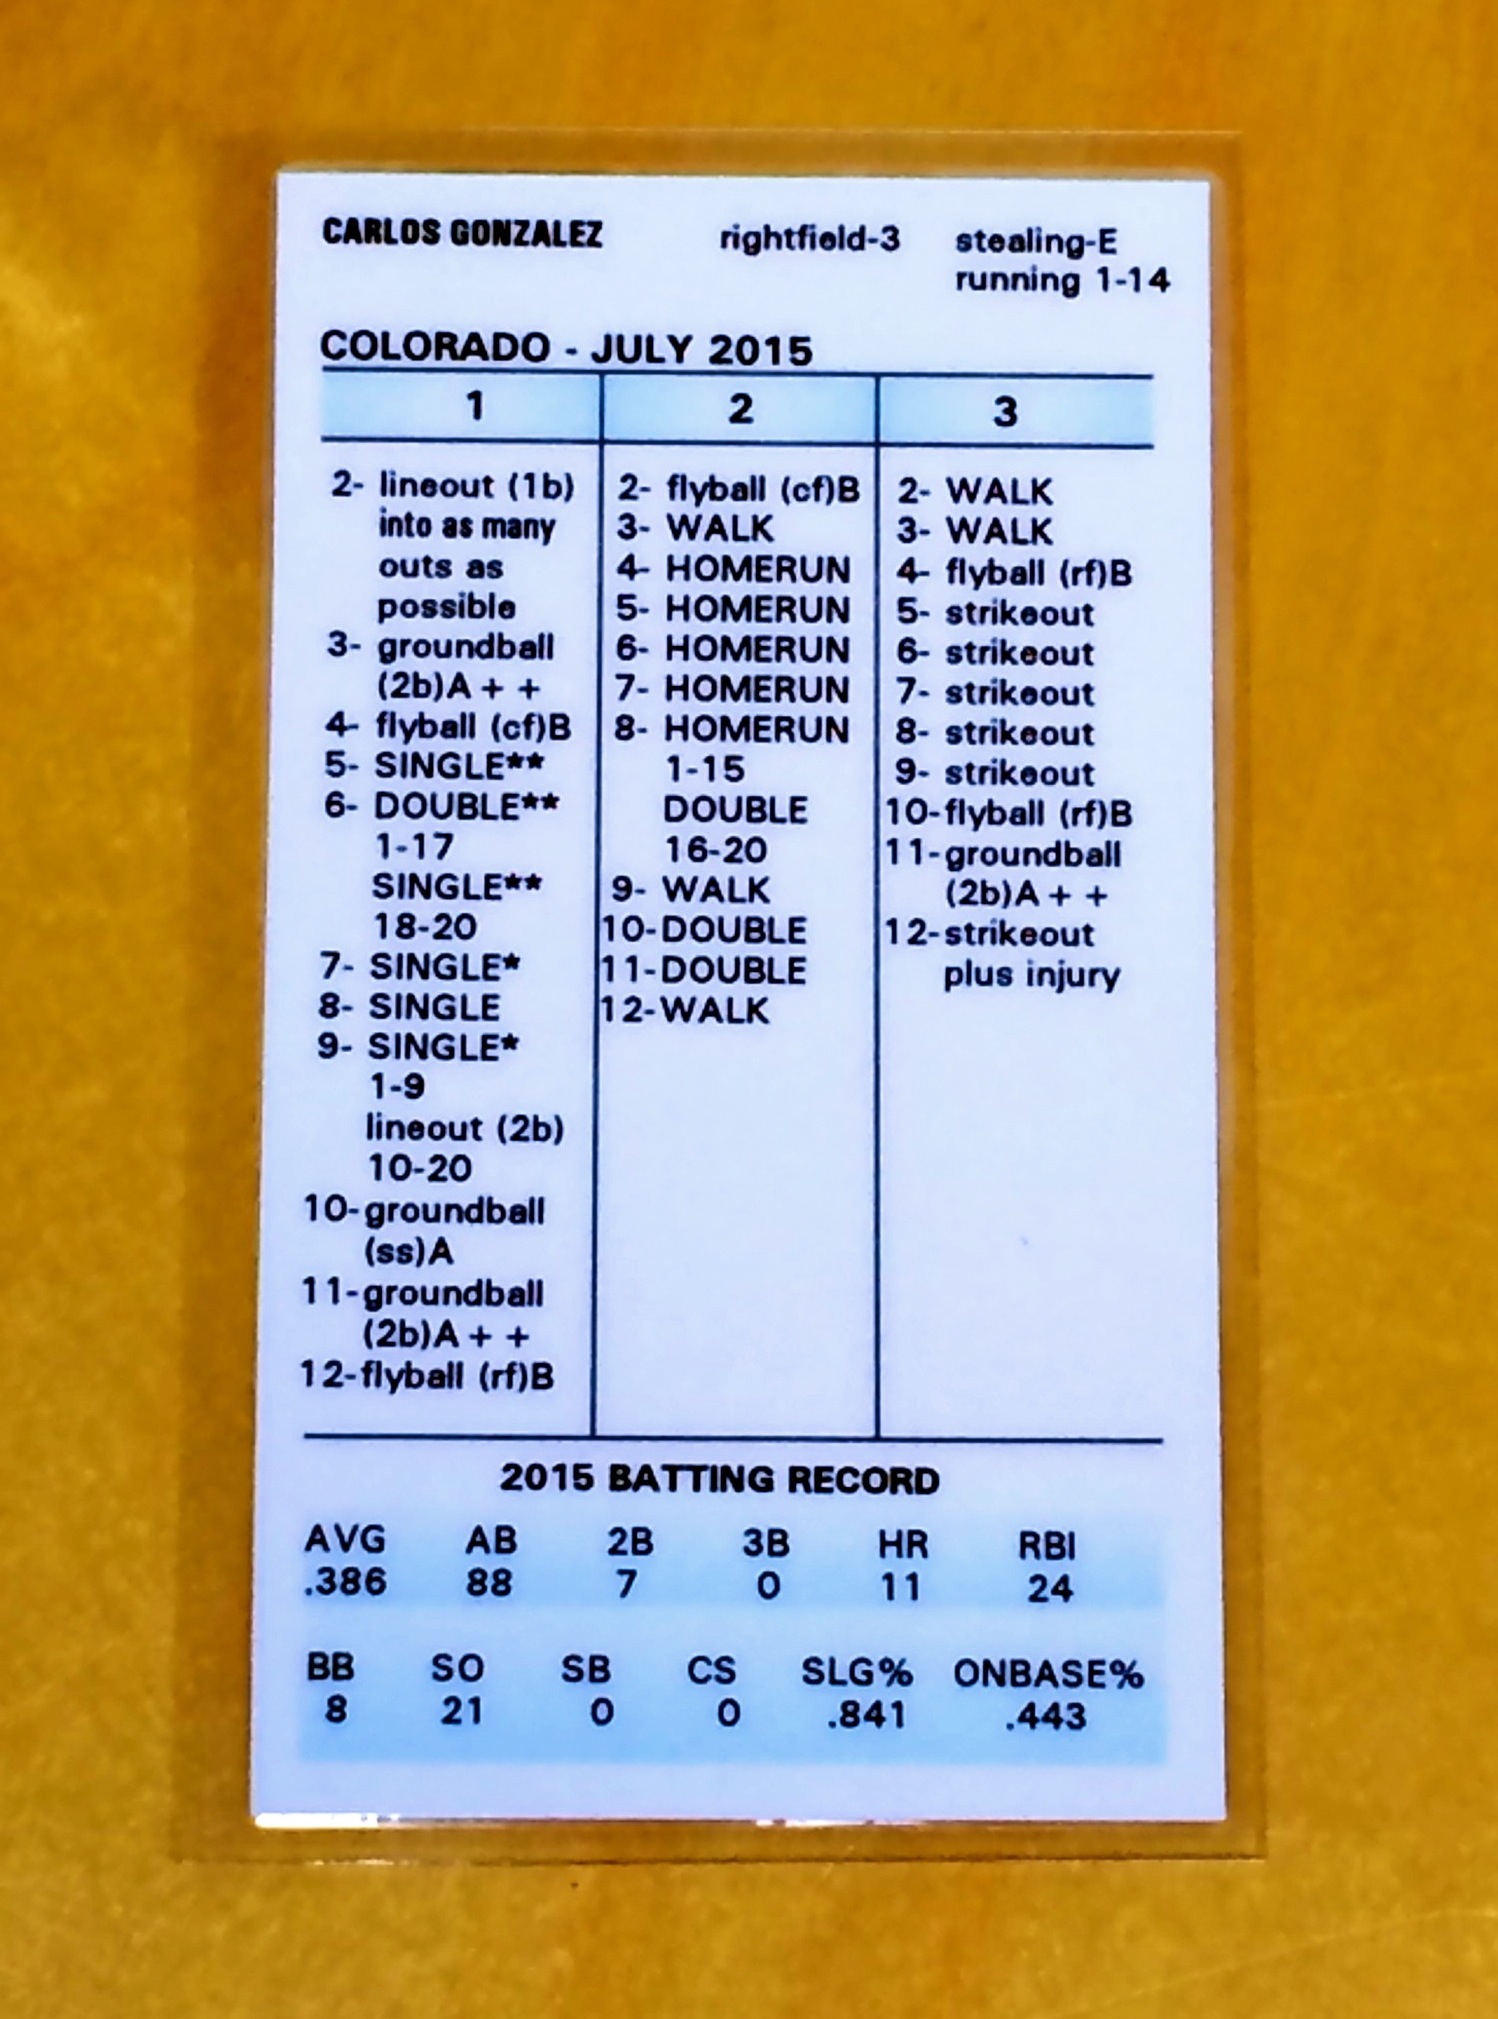 CARLOS GONZALEZ rightfield-3 stealing-E
running 1-14
COLORADO - JULY 2015
1 2 3
2- lineout (1b)
into as many
outs as
possible
3- groundball
(2b)A + +
4- flyball (cf)B
5- SINGLE**
6- DOUBLE**
1-17
SINGLE**
18-20
7- SINGLE*
8- SINGLE
9- SINGLE*
1-9
lineout (2b)
10-20
10-groundball
(ss)A
11-groundball
(2b)A + +
12-flyball (rf)B
2- flyball (cf)B
3- WALK
4- HOMERUN
5- HOMERUN
6- HOMERUN
7- HOMERUN
8- HOMERUN
1-15
DOUBLE
16-20
9- WALK
10-DOUBLE
11-DOUBLE
12-WALK
2- WALK
3- WALK
4- flyball (rf)B
5- strikeout
6- strikeout
7- strikeout
8- strikeout
9- strikeout
10-flyball (rf)B
11-groundball
(2b)A + +
12-strikeout
plus injury
2015 BATTING RECORD
AVG AB 2B 3B HR RBI
.386 88 7 0 11 24
BB SO SB CS SLG% ONBASE%
8 21 0 0 .841 .443